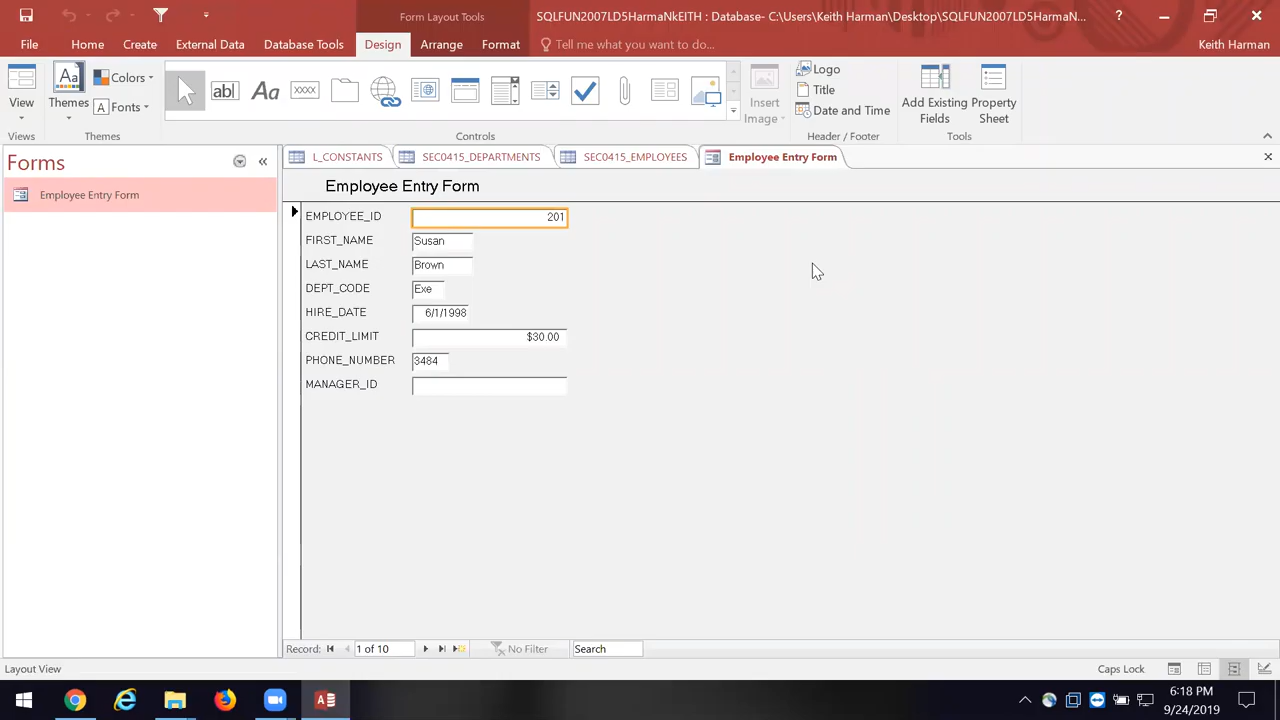 Form Layout Tools
SQLFUN2007LD5HarmaNkEITH : Database- C:\Users\Keith Harman\Desktop\SQLFUN2007LD5HarmaN...
?
File
Home
Create
External Data
Database Tools
Design
Arrange
Format
Tell me what you want to do...
Keith Harman
View
Views
Aa
Themes
Colors
Fonts
Themes
ab|
Aa
xxxx
Controls
Insert
Image
Logo
Title
Date and Time
Header / Footer
Add Existing
Fields
Property
Sheet
Tools
Forms
Employee Entry Form
L_CONSTANTS
SEC0415_DEPARTMENTS
SEC0415_EMPLOYEES
Employee Entry Form
Employee Entry Form
EMPLOYEE_ID 201
FIRST_NAME Susan
LAST_NAME Brown
DEPT_CODE Exe
HIRE_DATE 6/1/1998
CREDIT_LIMIT $30.00
PHONE_NUMBER 3484
MANAGER_ID
Record: 1 of 10 No Filter Search
Layout View
Caps Lock
6:18 PM
9/24/2019